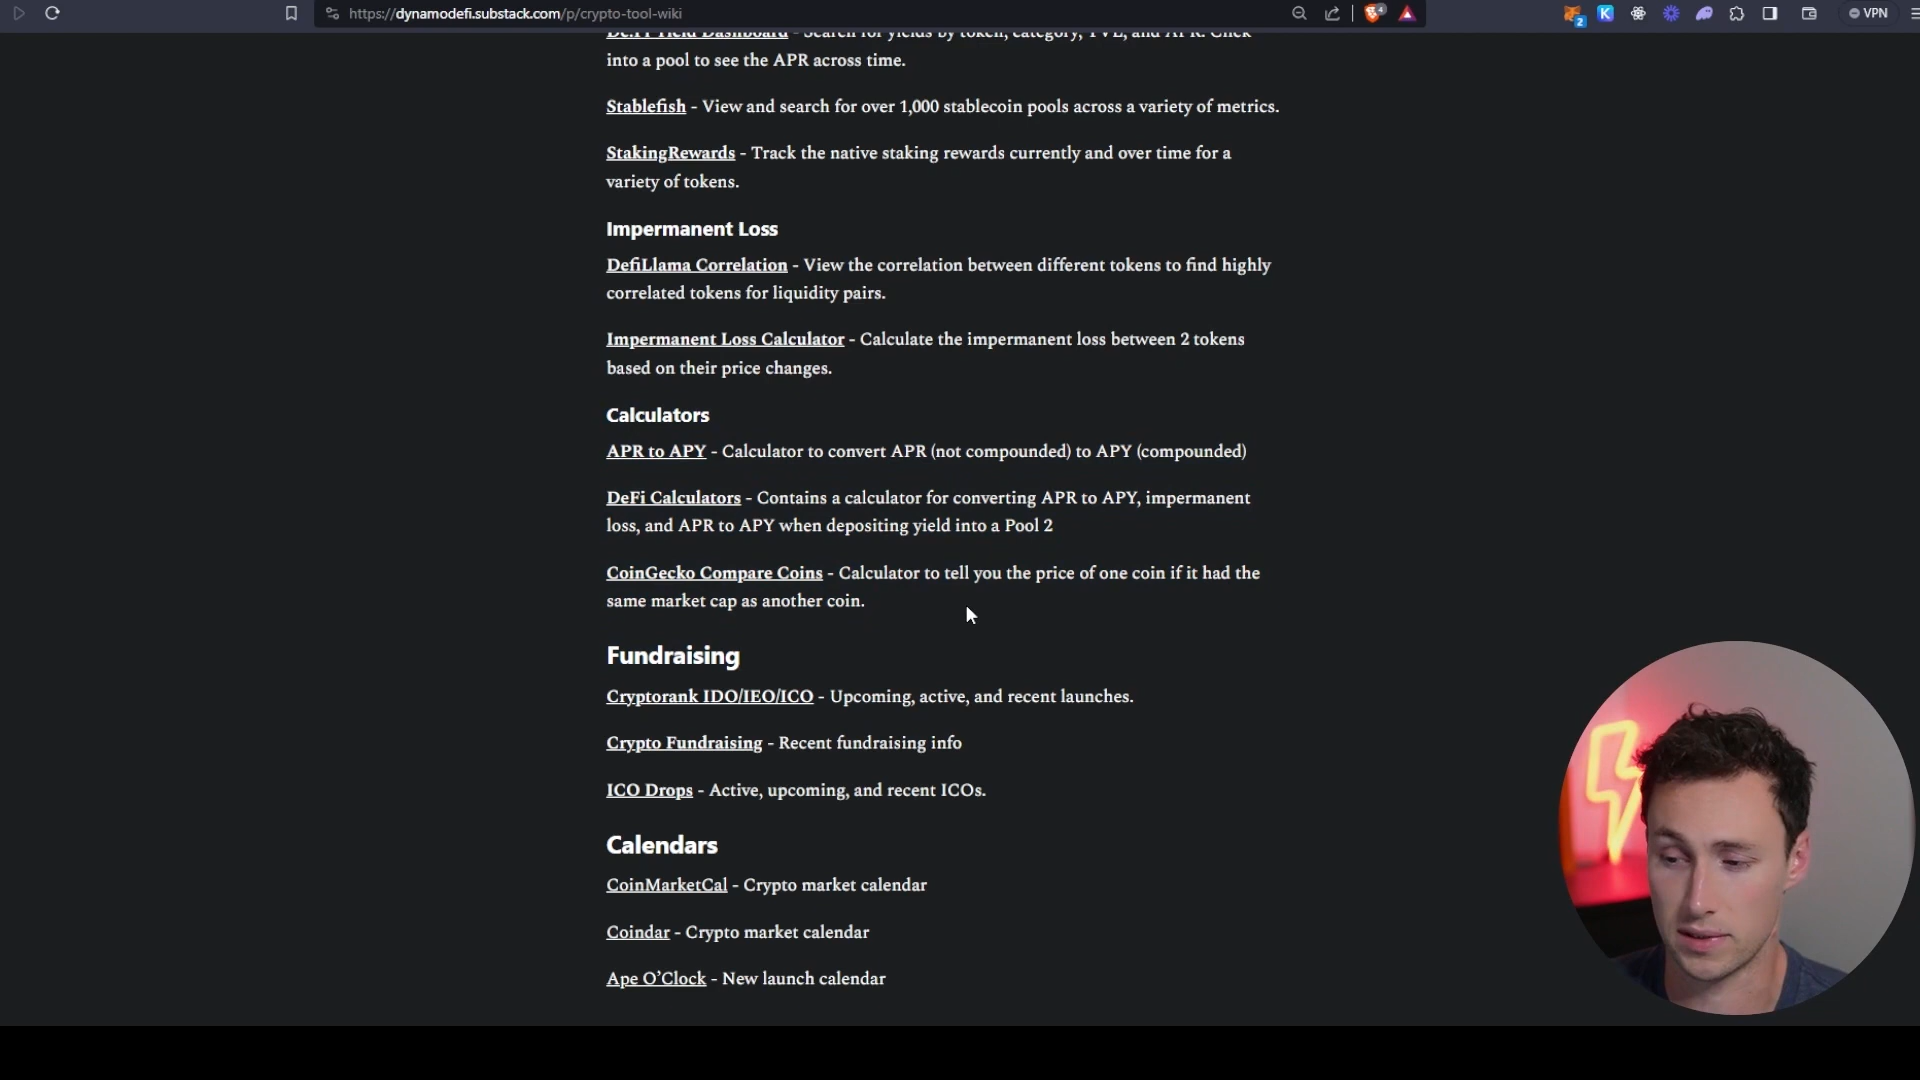 https://dynamodefi.substack.com/p/crypto-tool-wiki
4
2
K
VPN
De.Fi Yield Dashboard - Search for yields by token, category, TVL, and APR. Click
into a pool to see the APR across time.
Stablefish - View and search for over 1,000 stablecoin pools across a variety of metrics.
StakingRewards - Track the native staking rewards currently and over time for a
variety of tokens.
Impermanent Loss
DefiLlama Correlation - View the correlation between different tokens to find highly
correlated tokens for liquidity pairs.
Impermanent Loss Calculator - Calculate the impermanent loss between 2 tokens
based on their price changes.
Calculators
APR to APY - Calculator to convert APR (not compounded) to APY (compounded)
DeFi Calculators - Contains a calculator for converting APR to APY, impermanent
loss, and APR to APY when depositing yield into a Pool 2
CoinGecko Compare Coins - Calculator to tell you the price of one coin if it had the
same market cap as another coin.
Fundraising
Cryptorank IDO/IEO/ICO - Upcoming, active, and recent launches.
Crypto Fundraising - Recent fundraising info
ICO Drops - Active, upcoming, and recent ICOs.
Calendars
CoinMarketCal - Crypto market calendar
Coindar - Crypto market calendar
Ape O’Clock - New launch calendar